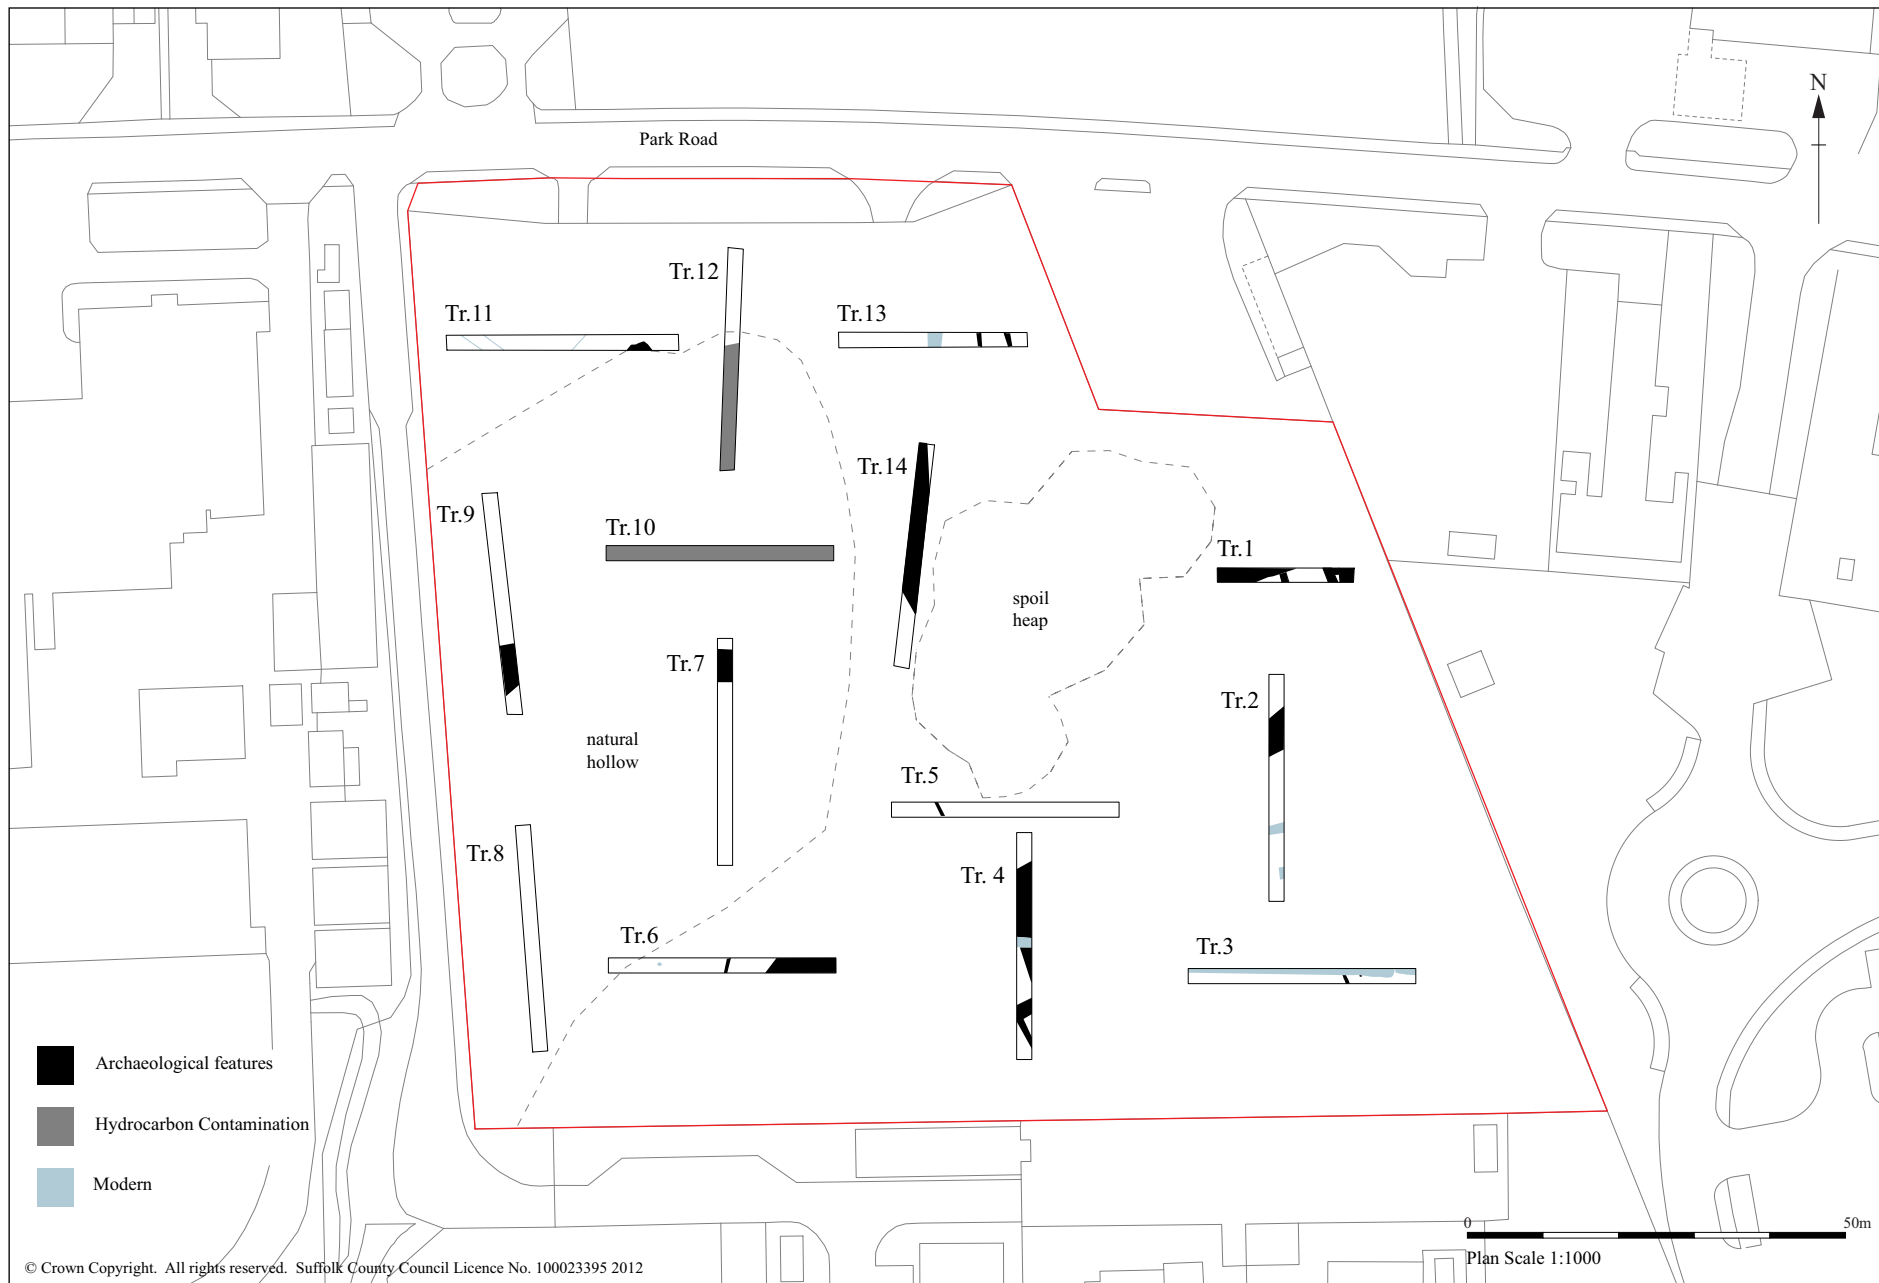 N
Park Road
Tr.12
Tr.11
Tr.13
Tr.14
Tr.9
Tr.10
Tr.1
spoil
heap
Tr.7
Tr.2
natural
hollow
Tr.5
Tr.8
Tr. 4
Tr.6
Tr.3
Archaeological features
Hydrocarbon Contamination
Modern
0
50m
Plan Scale 1:1000
© Crown Copyright. All rights reserved. Suffolk County Council Licence No. 100023395 2012